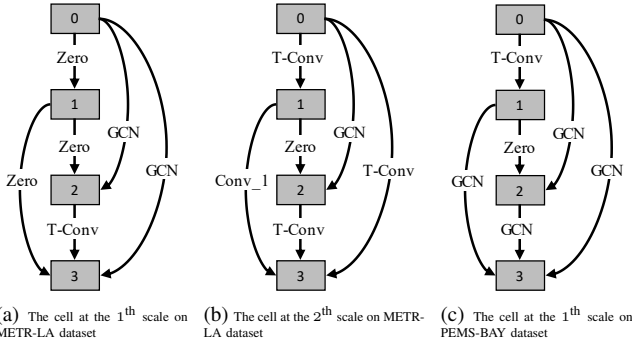 0
Zero
1
Zero
GCN
GCN
Zero
2
T-Conv
3
(a) The cell at the 1th scale on
METR-LA dataset
0
T-Conv
1
Zero
GCN
T-Conv
Conv_1
2
T-Conv
3
(b) The cell at the 2th scale on METR-
LA dataset
0
T-Conv
1
Zero
GCN
GCN
GCN
2
GCN
3
(c) The cell at the 1th scale on
PEMS-BAY dataset